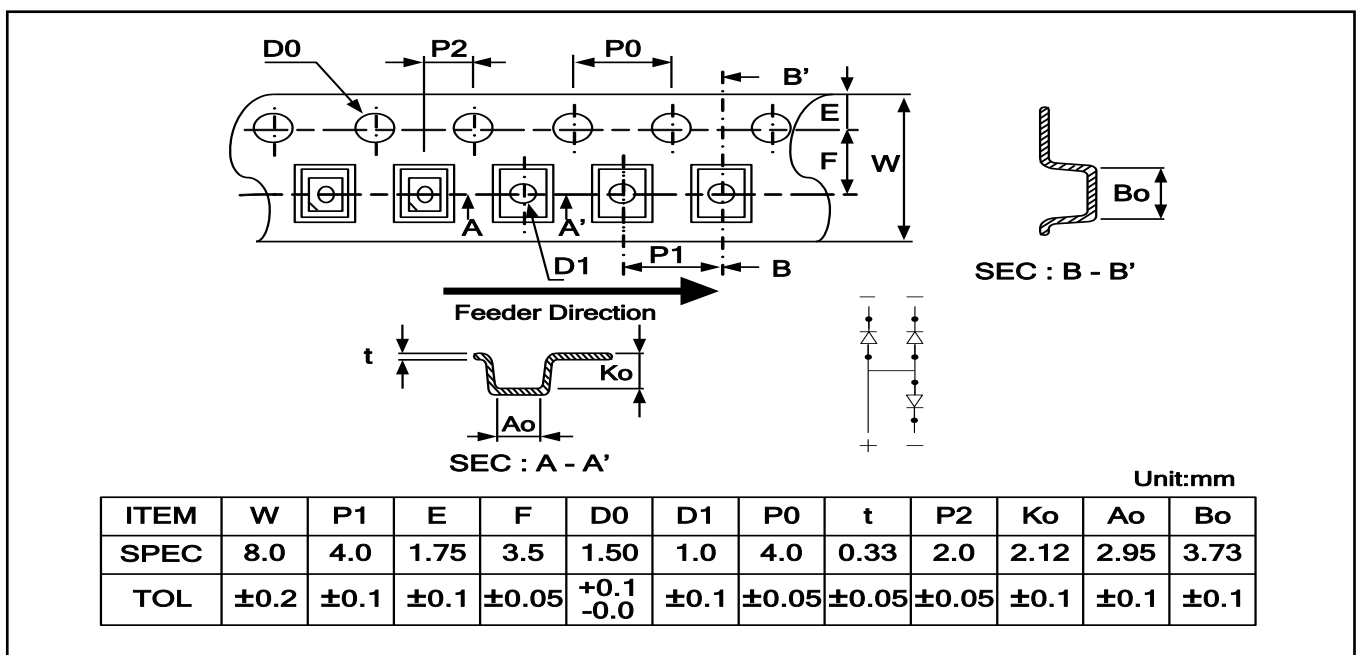 D0 P2 P0 B’
E
F W
A A’
D1 P1 B
Feeder Direction
Bo
SEC : B - B’
t Ko
Ao
SEC : A - A’
— —
+ —
Unit:mm
ITEM W P1 E F D0 D1 P0 t P2 Ko Ao Bo
SPEC 8.0 4.0 1.75 3.5 1.50 1.0 4.0 0.33 2.0 2.12 2.95 3.73
TOL ±0.2 ±0.1 ±0.1 ±0.05 +0.1 -0.0 ±0.1 ±0.05 ±0.05 ±0.05 ±0.1 ±0.1 ±0.1